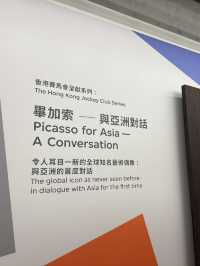 香港賽馬會呈獻系列：
The Hong Kong Jockey Club Series
畢加索 —— 與亞洲對話
Picasso for Asia —
A Conversation
令人耳目一新的全球知名藝術偶像：
與亞洲的首度對話
The global icon as never seen before
in dialogue with Asia for the first time